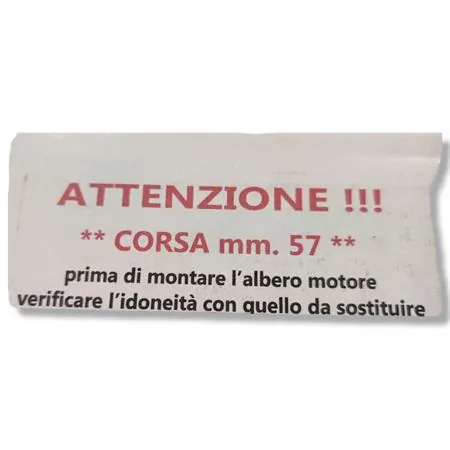 ATTENZIONE !!!
** CORSA mm. 57 **
prima di montare l'albero motore
verificare l'idoneità con quello da sostituire